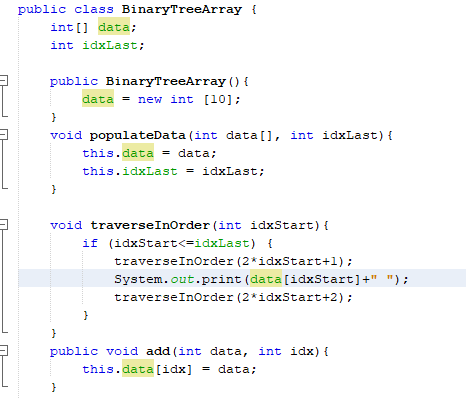 public class BinaryTreeArray {
    int[] data;
    int idxLast;

    public BinaryTreeArray(){
        data = new int [10];
    }
    void populateData(int data[], int idxLast){
        this.data = data;
        this.idxLast = idxLast;
    }

    void traverseInOrder(int idxStart){
        if (idxStart<=idxLast) {
            traverseInOrder(2*idxStart+1);
            System.out.print(data[idxStart]+" ");
            traverseInOrder(2*idxStart+2);
        }
    }
    public void add(int data, int idx){
        this.data[idx] = data;
    }